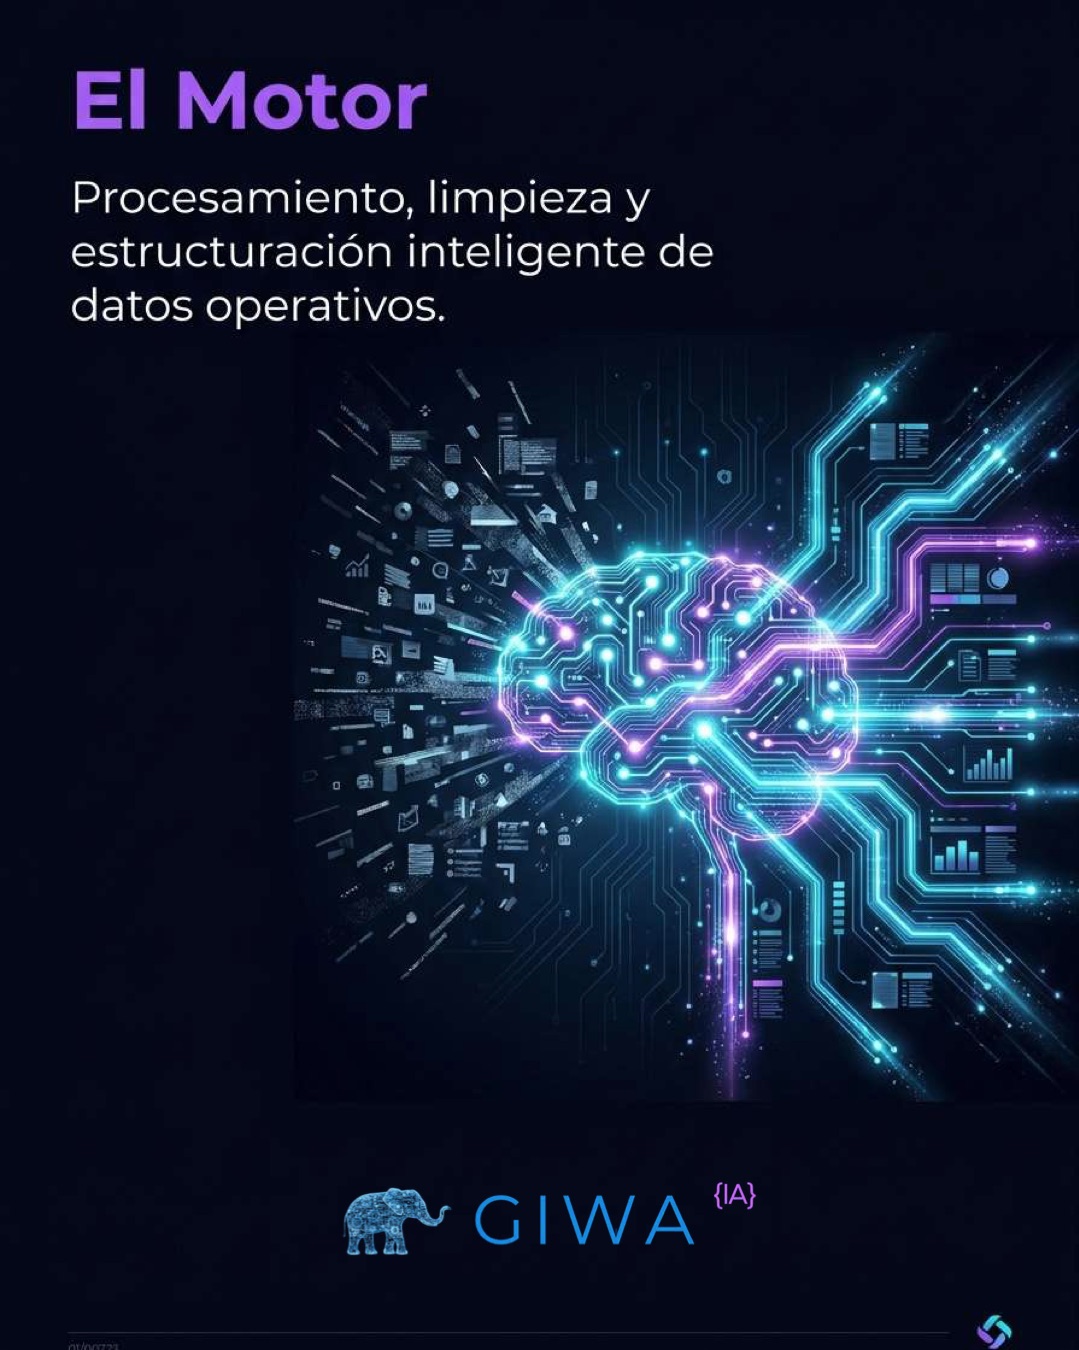 El Motor
Procesamiento, limpieza y
estructuración inteligente de
datos operativos.
GIWA {IA}